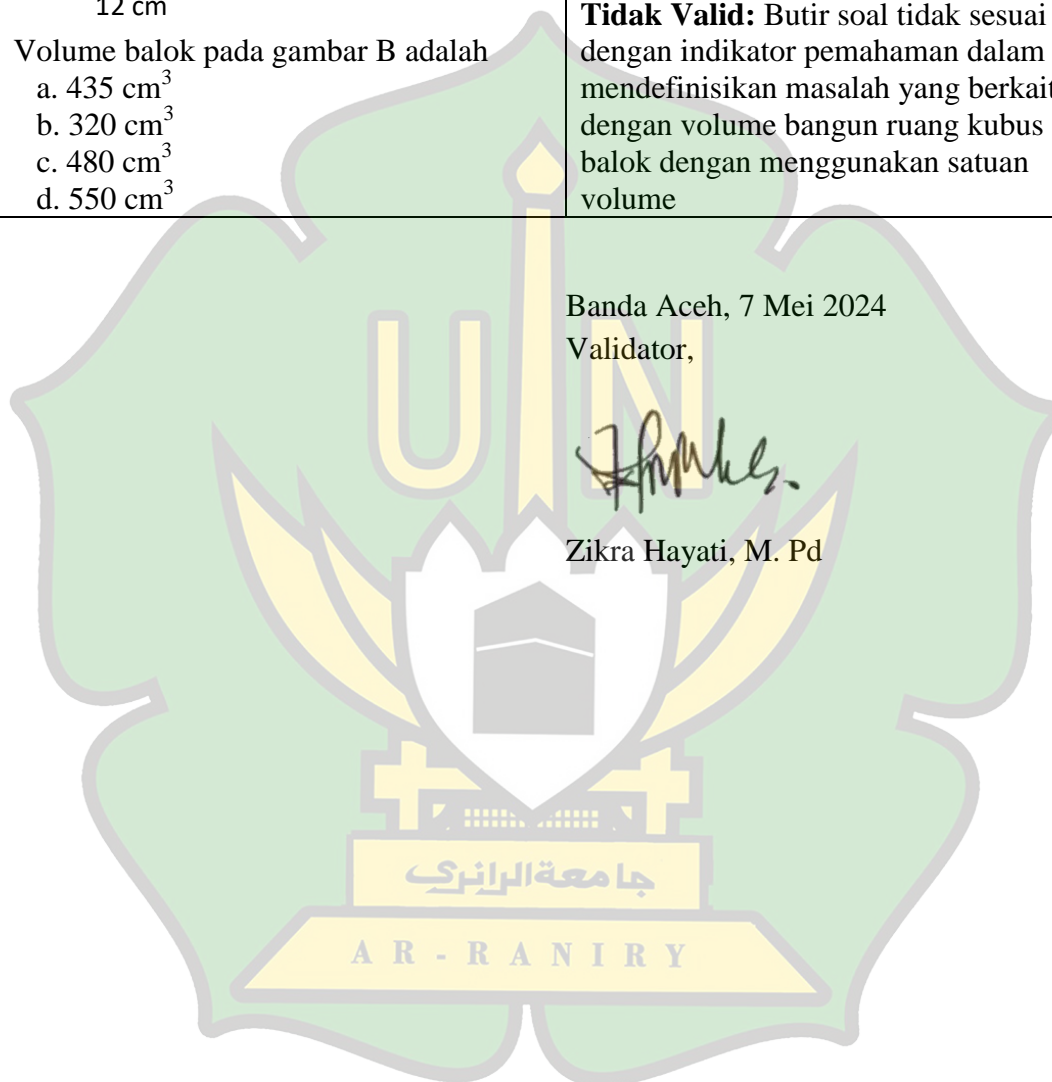 12 cm
Volume balok pada gambar B adalah
a. 435 cm³
b. 320 cm³
c. 480 cm³
d. 550 cm³
Tidak Valid: Butir soal tidak sesuai
dengan indikator pemahaman dalam
mendefinisikan masalah yang berkait
dengan volume bangun ruang kubus
balok dengan menggunakan satuan
volume
Banda Aceh, 7 Mei 2024
Validator,
Zikra Hayati, M. Pd
UIN
جامعة الرانري
AR-RANIRY